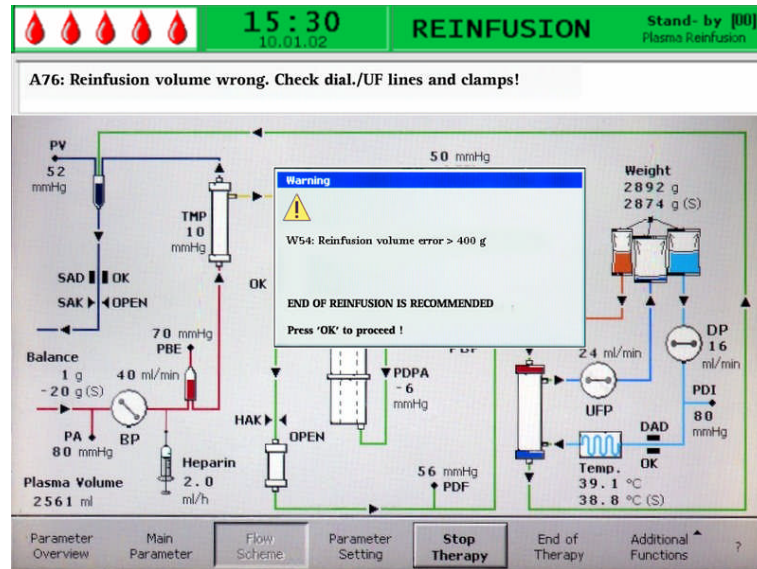 15:30
10.01.02
REINFUSION
Stand- by [00]
Plasma Reinfusion
A76: Reinfusion volume wrong. Check dial./UF lines and clamps!
PV
52
mmHg
50 mmHg
Weight
2892 g
2874 g (S)
TMP
10
mmHg
Warning
W54: Reinfusion volume error > 400 g
END OF REINFUSION IS RECOMMENDED
Press 'OK' to proceed !
SAD OK
SAK OPEN
OK
70 mmHg
PBE
Balance
1 g
-20 g (S)
40 ml/min
PDPA
-6
mmHg
24 ml/min
UFP
DP
16
ml/min
PDI
80
mmHg
PA
80 mmHg
BP
HAK
OPEN
Heparin
2.0
ml/h
56 mmHg
PDF
DAD
OK
Temp.
39.1 °C
38.8 °C (S)
Plasma Volume
2561 ml
Parameter Overview
Main Parameter
Flow Scheme
Parameter Setting
Stop Therapy
End of Therapy
Additional Functions
?